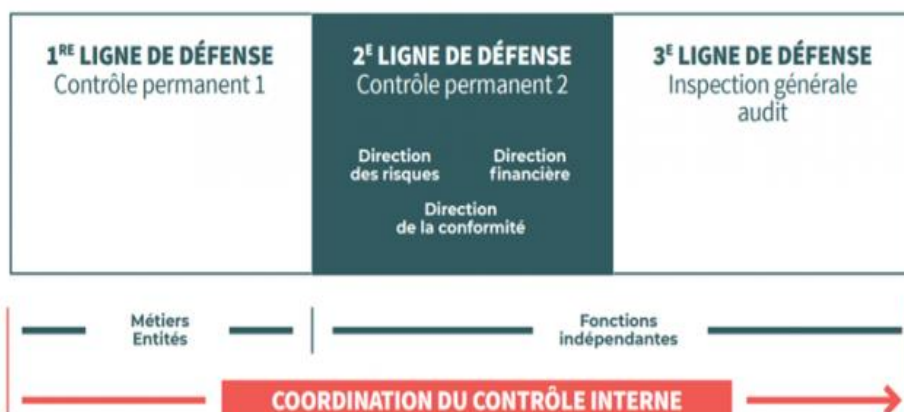 1RE LIGNE DE DÉFENSE
Contrôle permanent 1
2E LIGNE DE DÉFENSE
Contrôle permanent 2
Direction
des risques
Direction
financière
Direction
de la conformité
3E LIGNE DE DÉFENSE
Inspection générale
audit
Métiers
Entités
Fonctions
indépendantes
COORDINATION DU CONTRÔLE INTERNE